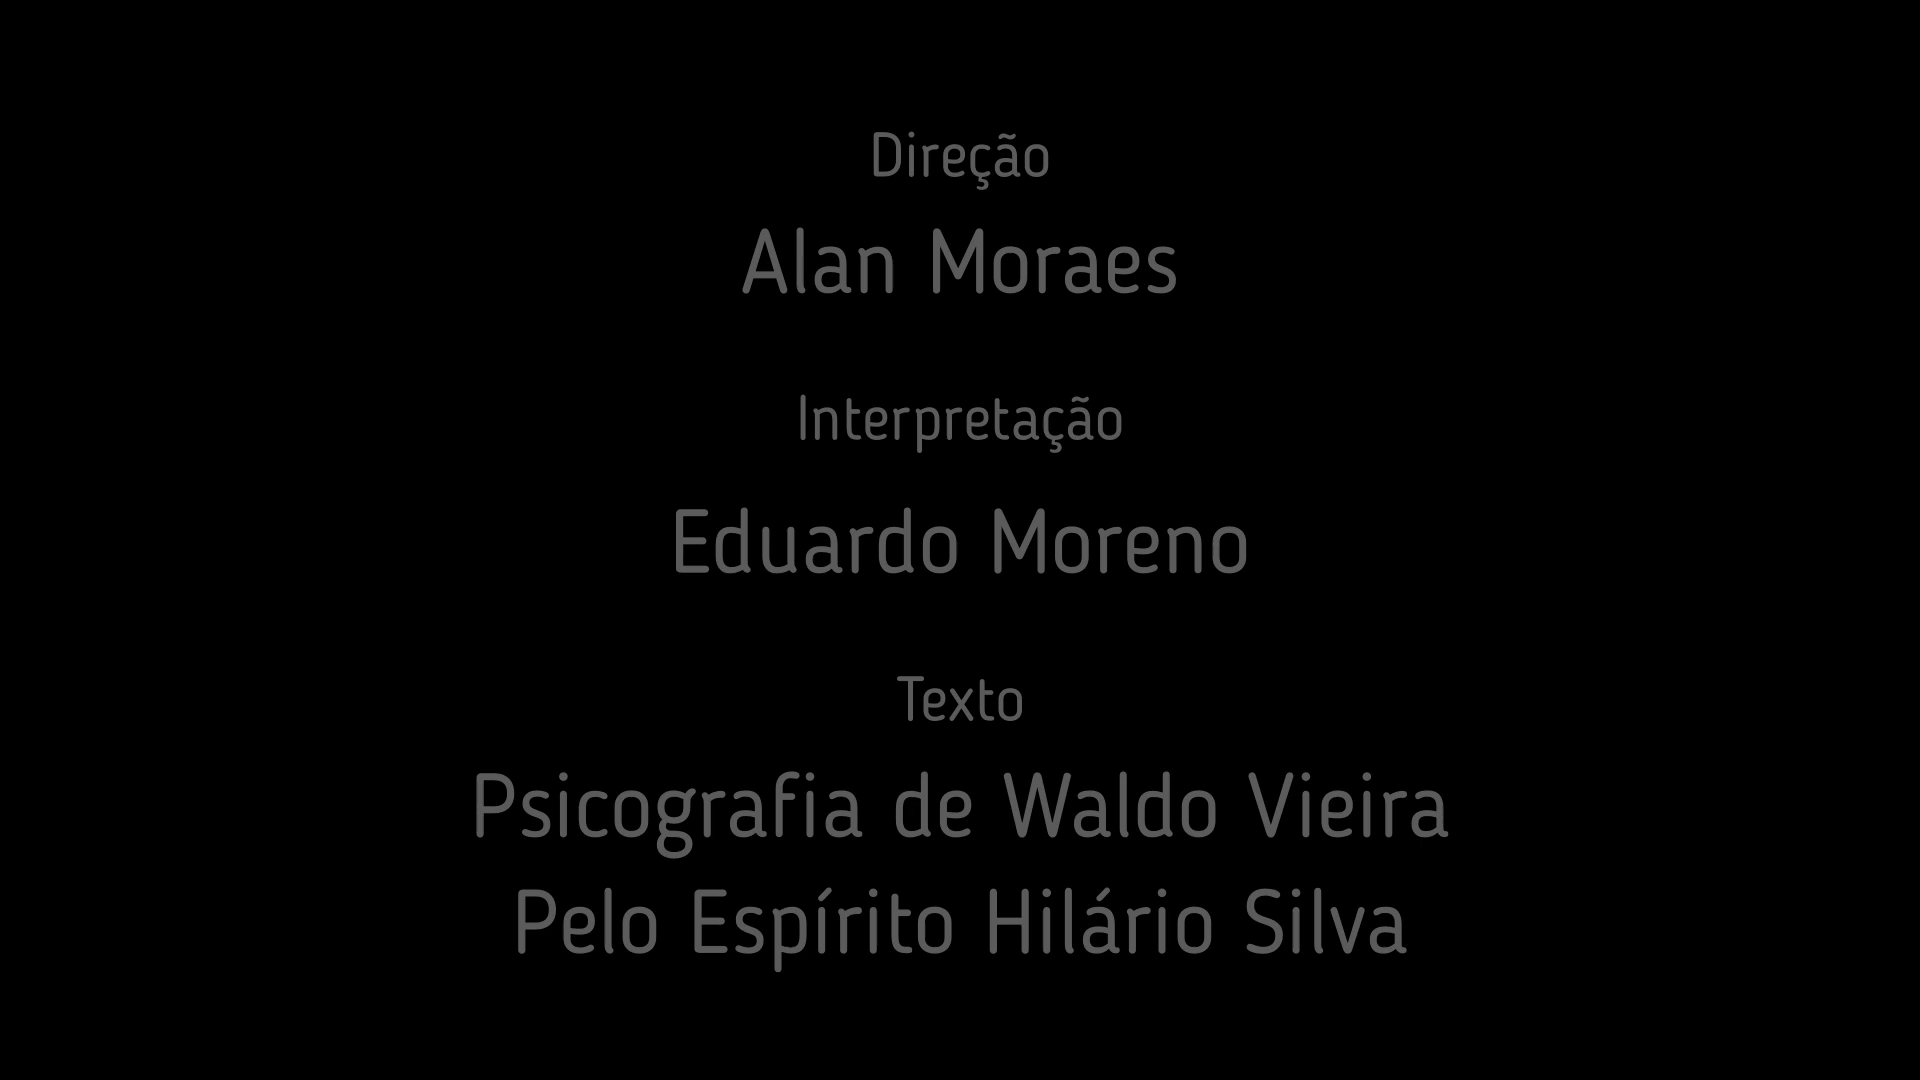 Direção
Alan Moraes
Interpretação
Eduardo Moreno
Texto
Psicografia de Waldo Vieira
Pelo Espírito Hilário Silva